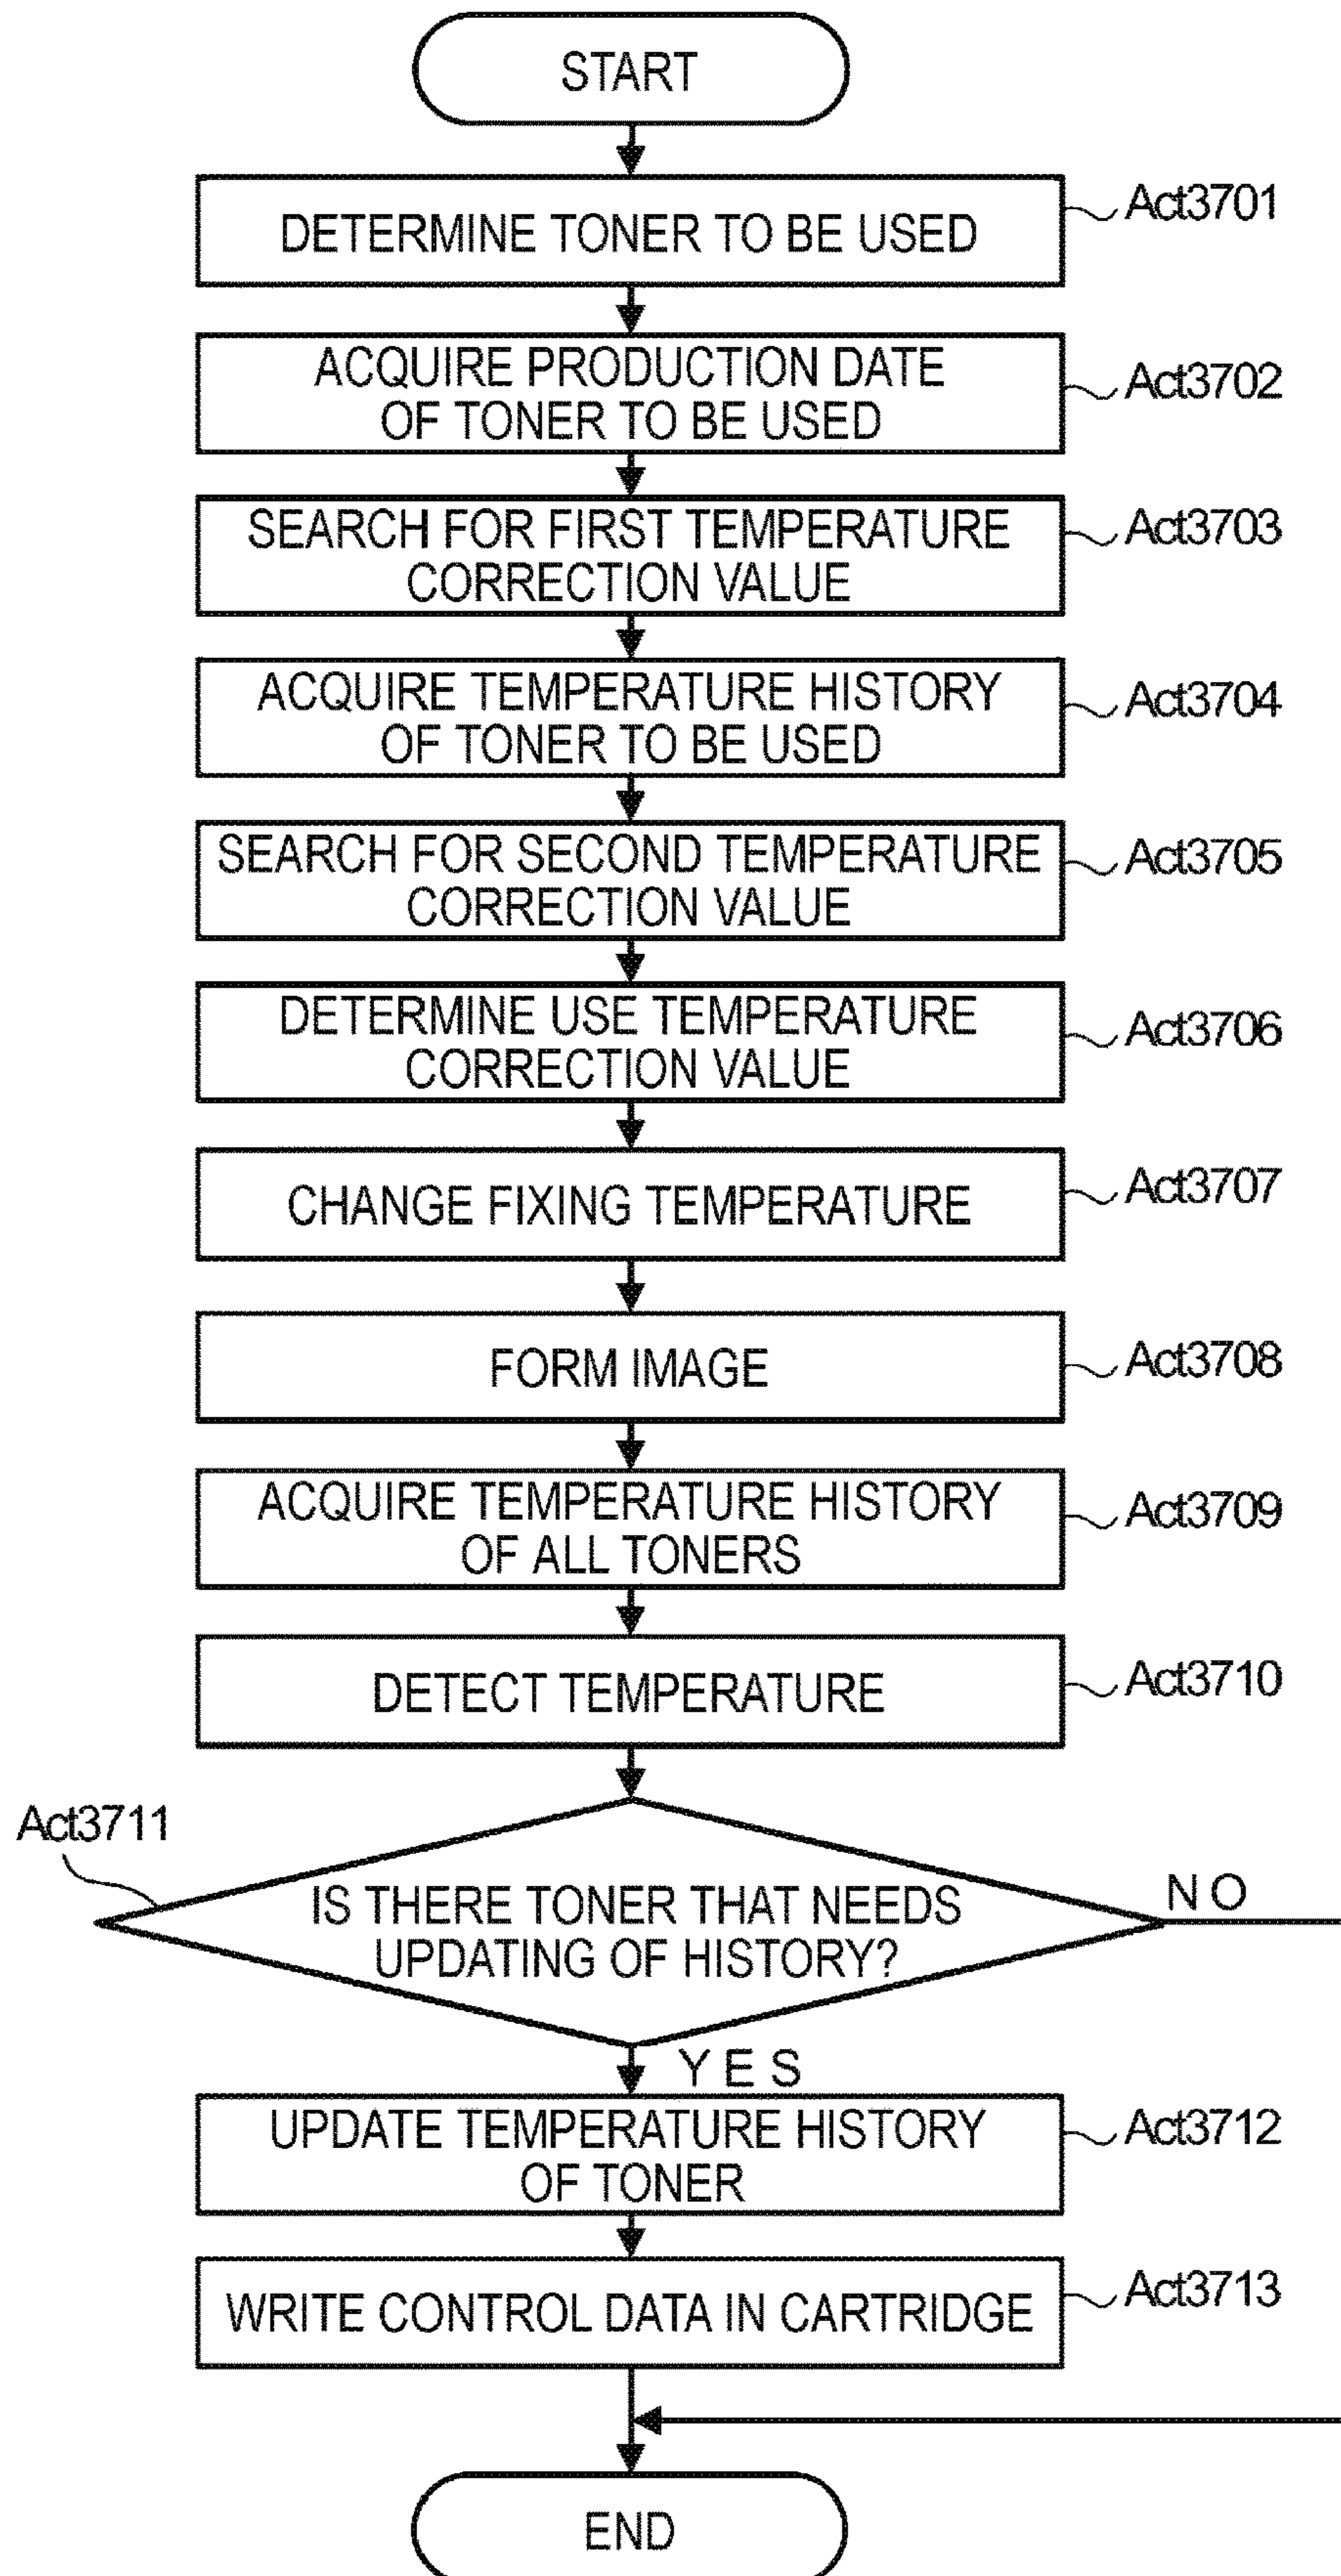 START
DETERMINE TONER TO BE USED
Act3701
ACQUIRE PRODUCTION DATE
OF TONER TO BE USED
Act3702
SEARCH FOR FIRST TEMPERATURE
CORRECTION VALUE
Act3703
ACQUIRE TEMPERATURE HISTORY
OF TONER TO BE USED
Act3704
SEARCH FOR SECOND TEMPERATURE
CORRECTION VALUE
Act3705
DETERMINE USE TEMPERATURE
CORRECTION VALUE
Act3706
CHANGE FIXING TEMPERATURE
Act3707
FORM IMAGE
Act3708
ACQUIRE TEMPERATURE HISTORY
OF ALL TONERS
Act3709
DETECT TEMPERATURE
Act3710
Act3711
IS THERE TONER THAT NEEDS
UPDATING OF HISTORY?
NO
YES
UPDATE TEMPERATURE HISTORY
OF TONER
Act3712
WRITE CONTROL DATA IN CARTRIDGE
Act3713
END